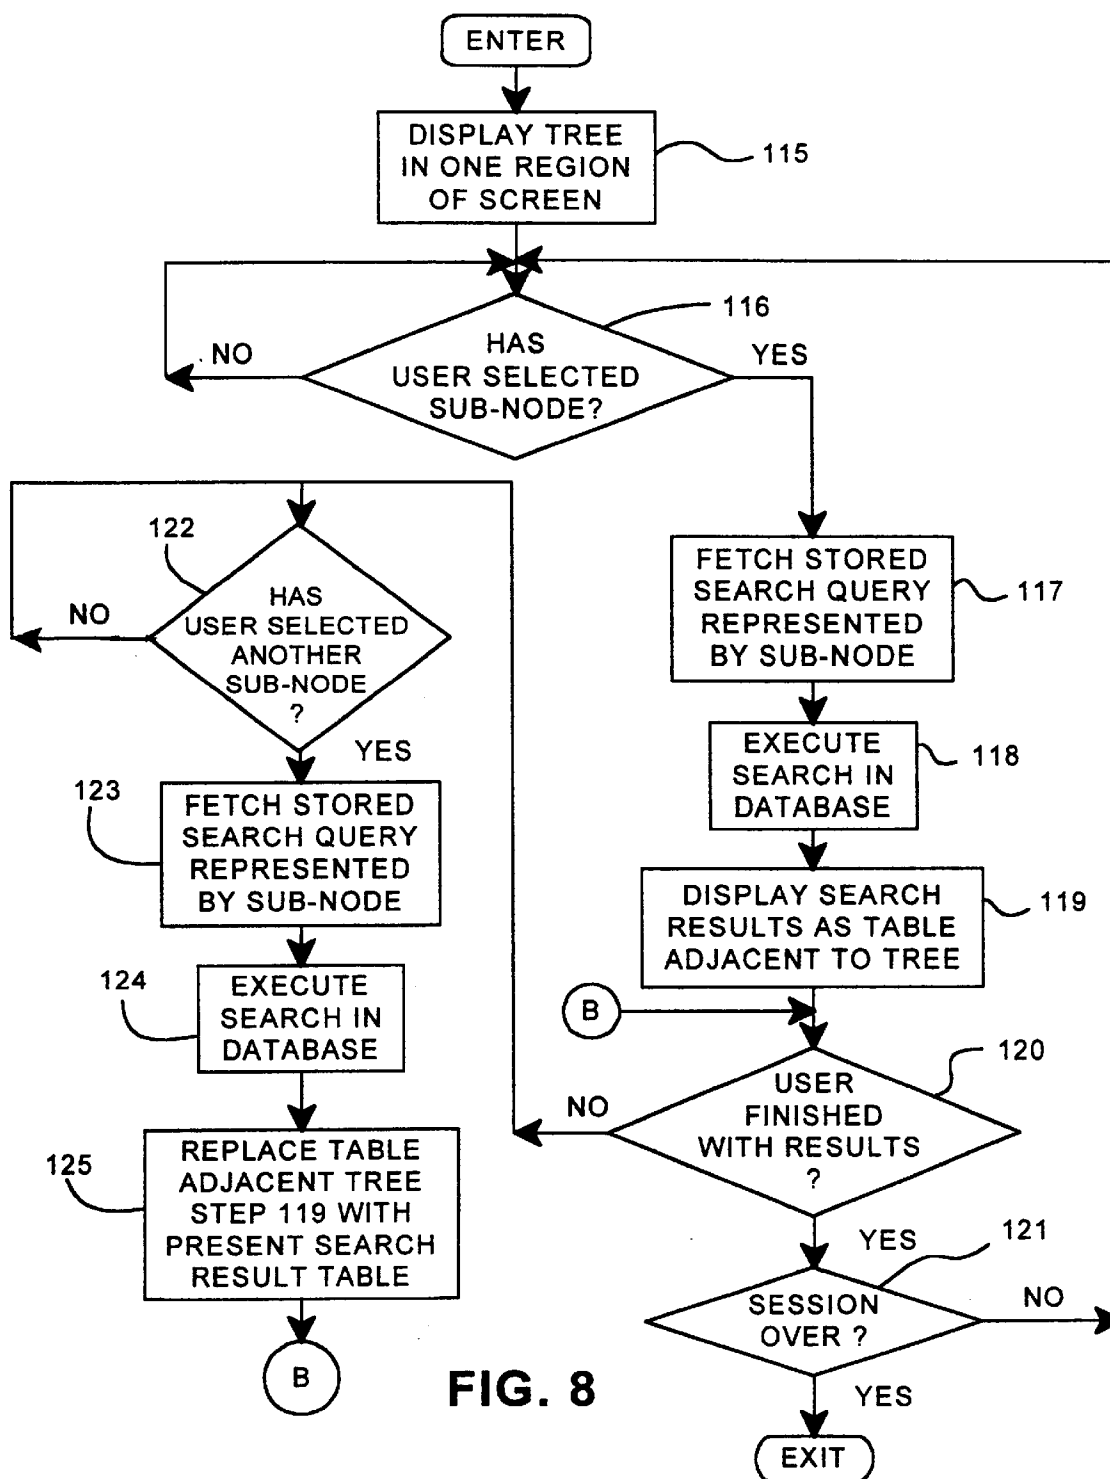 ENTER
DISPLAY TREE
IN ONE REGION
OF SCREEN
115
116
HAS
USER SELECTED
SUB-NODE?
NO
YES
117
FETCH STORED
SEARCH QUERY
REPRESENTED
BY SUB-NODE
118
EXECUTE
SEARCH IN
DATABASE
119
DISPLAY SEARCH
RESULTS AS TABLE
ADJACENT TO TREE
B
120
USER
FINISHED
WITH RESULTS
?
NO
YES
121
SESSION
OVER ?
NO
YES
EXIT
122
HAS
USER SELECTED
ANOTHER
SUB-NODE
?
NO
YES
123
FETCH STORED
SEARCH QUERY
REPRESENTED
BY SUB-NODE
124
EXECUTE
SEARCH IN
DATABASE
125
REPLACE TABLE
ADJACENT TREE
STEP 119 WITH
PRESENT SEARCH
RESULT TABLE
B
FIG. 8